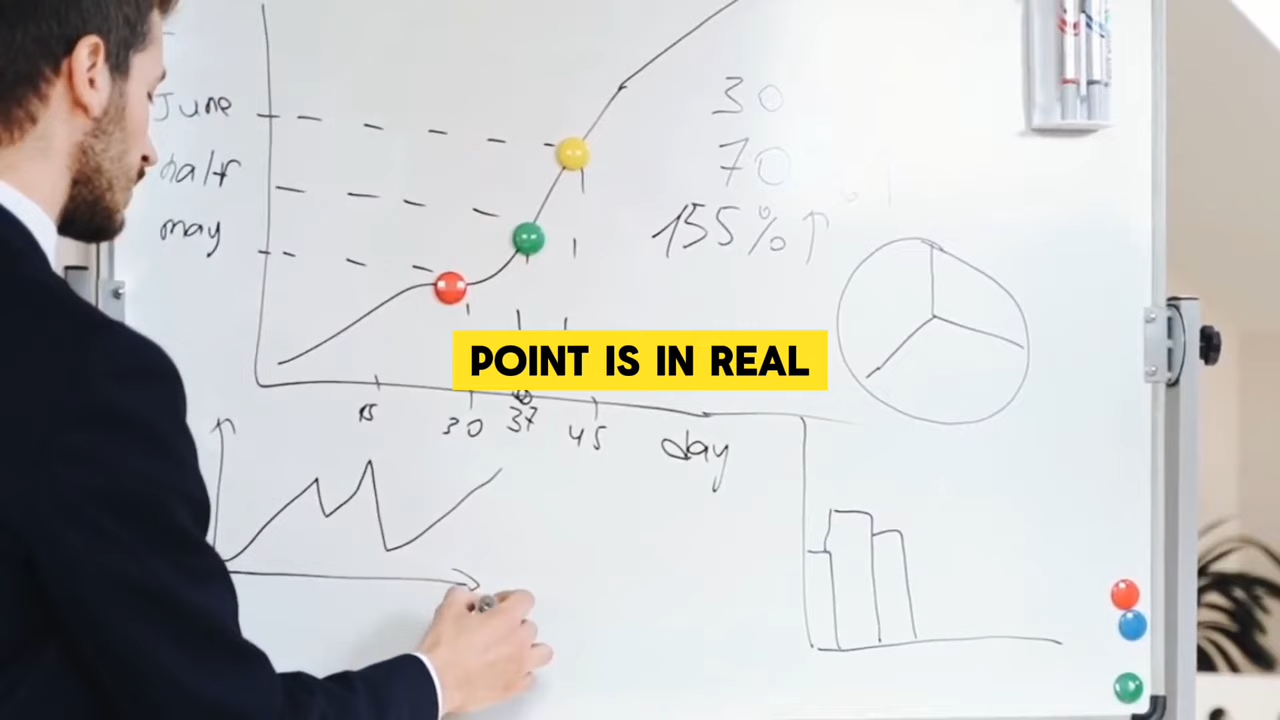 June
half
may
30
70
155% ↑
POINT IS IN REAL
15
30
37
45
day